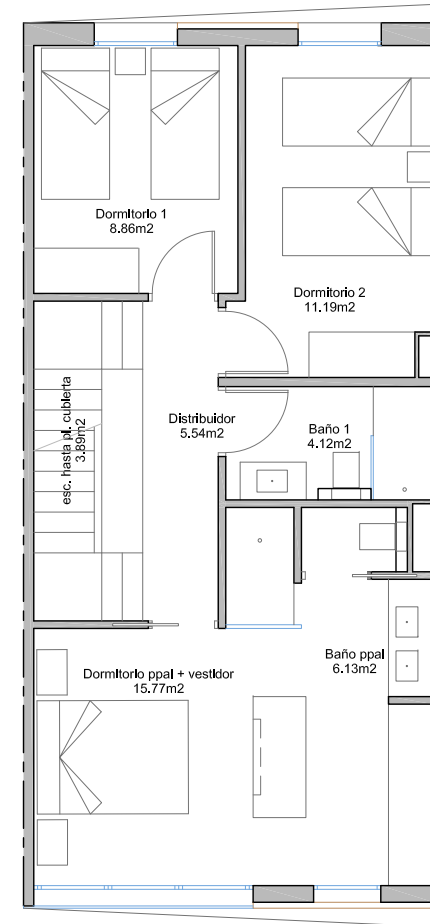 Dormitorio 1
8.86m2
Dormitorio 2
11.19m2
esc. hasta pl. cubierta
3.89m2
Distribuidor
5.54m2
Baño 1
4.12m2
Baño ppal
6.13m2
Dormitorio ppal + vestidor
15.77m2